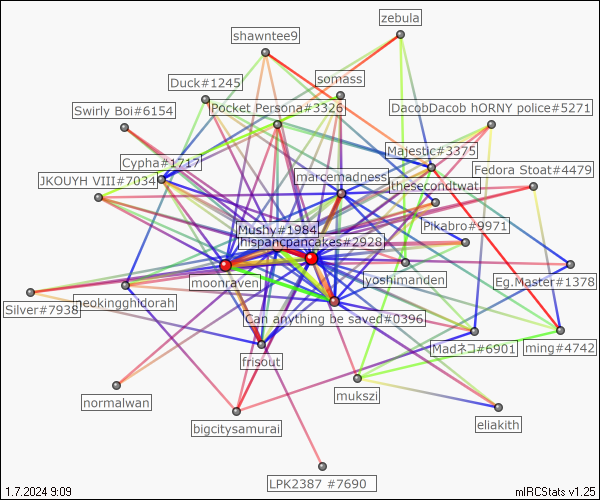 zebula
shawntee9
Duck#1245
somass
Swirly Boi#6154
Pocket Persona#3326
DacobDacob hORNY police#5271
Majestic#3375
Cypha#1717
Fedora Stoat#4479
JKOUYH VIII#7034
marcemadness
thesecondtwat
Mushy#1984
Pikabro#9971
hispancpancakes#2928
moonraven
yoshimanden
Eg.Master#1378
Silver#7938
neokingghidorah
Can anything be saved#0396
Madネコ#6901
ming#4742
frisout
normalwan
mukszi
bigcitysamurai
eliakith
LPK2387 #7690
1.7.2024 9:09
mIRCStats v1.25